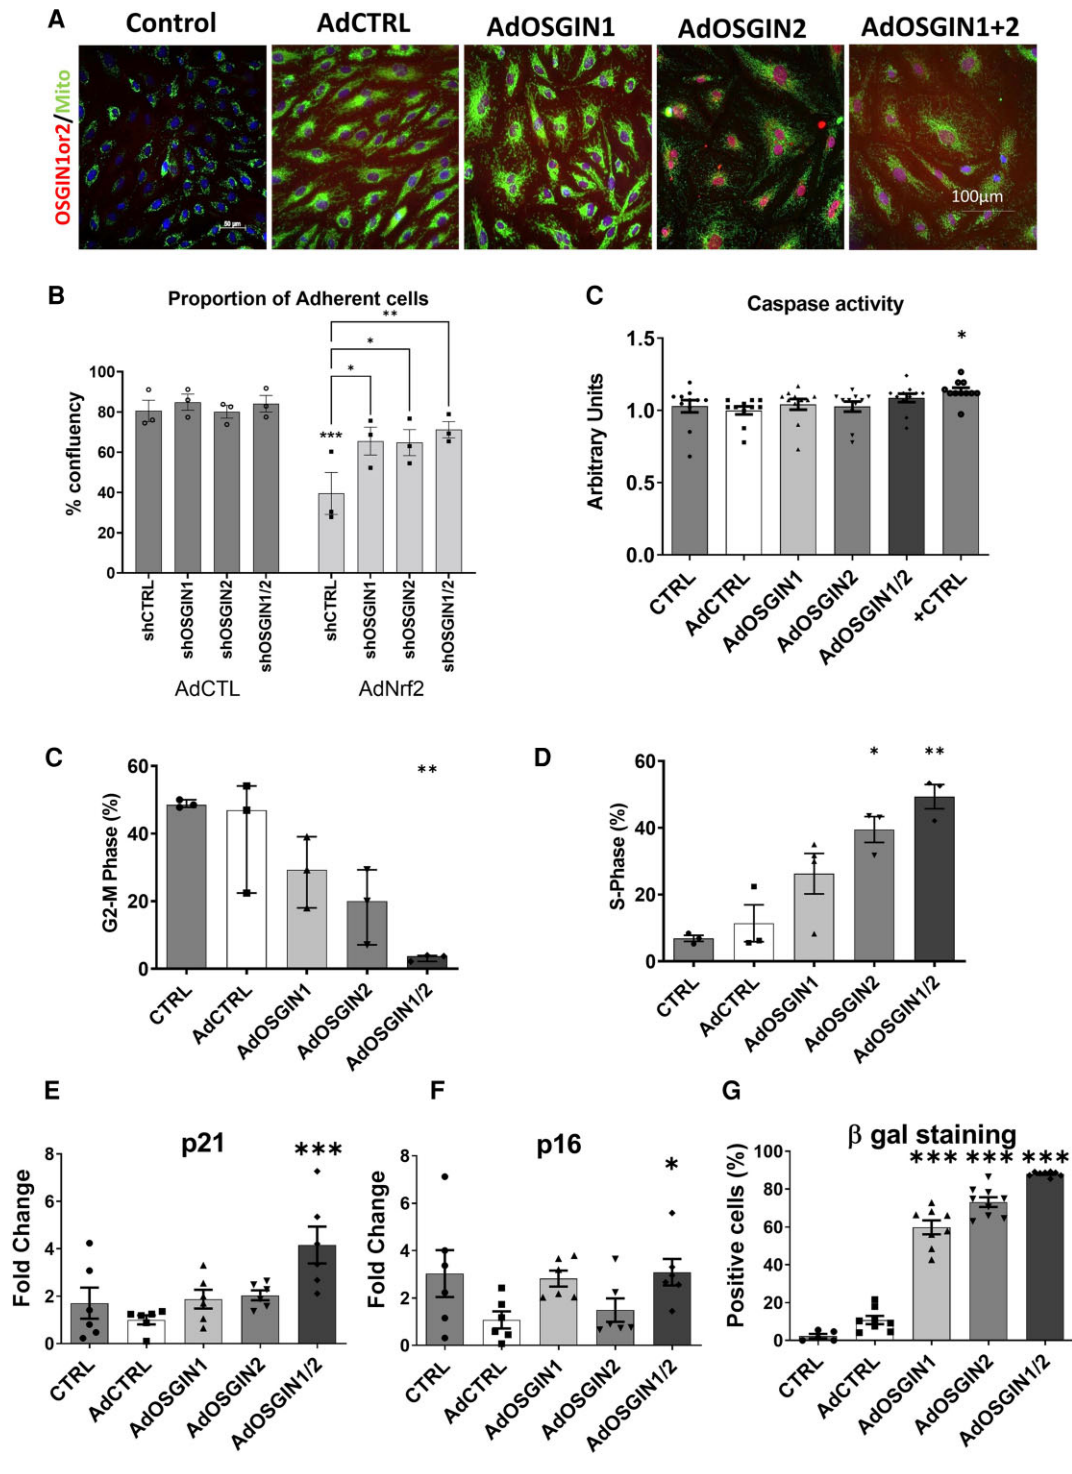 A
Control
AdCTRL
AdOSGIN1
AdOSGIN2
AdOSGIN1+2
OSGIN1or2/Mito
50 µm
100µm
B
Proportion of Adherent cells
**
*
*
***
% confluency
100
80
60
40
20
0
shCTRL
shOSGIN1
shOSGIN2
shOSGIN1/2
shCTRL
shOSGIN1
shOSGIN2
shOSGIN1/2
AdCTL
AdNrf2
C
Caspase activity
*
Arbitrary Units
1.5
1.0
0.5
0.0
CTRL
AdCTRL
AdOSGIN1
AdOSGIN2
AdOSGIN1/2
+CTRL
C
**
G2-M Phase (%)
60
40
20
0
CTRL
AdCTRL
AdOSGIN1
AdOSGIN2
AdOSGIN1/2
D
*
**
S-Phase (%)
60
40
20
0
CTRL
AdCTRL
AdOSGIN1
AdOSGIN2
AdOSGIN1/2
E
p21
***
Fold Change
8
6
4
2
0
CTRL
AdCTRL
AdOSGIN1
AdOSGIN2
AdOSGIN1/2
F
p16
*
Fold Change
8
6
4
2
0
CTRL
AdCTRL
AdOSGIN1
AdOSGIN2
AdOSGIN1/2
G
β gal staining
*** *** ***
Positive cells (%)
100
80
60
40
20
0
CTRL
AdCTRL
AdOSGIN1
AdOSGIN2
AdOSGIN1/2